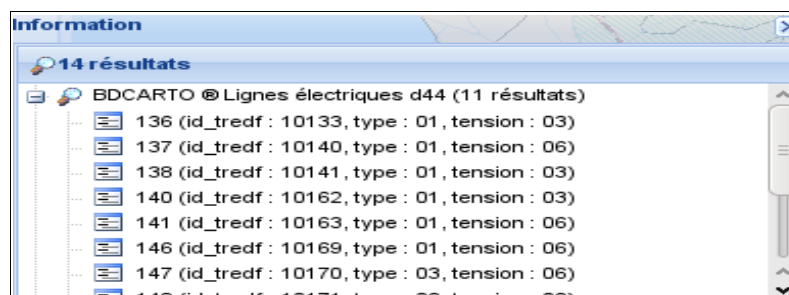 Information
14 résultats
BDCARTO ® Lignes électriques d44 (11 résultats)
136 (id_tredf : 10133, type : 01, tension : 03)
137 (id_tredf : 10140, type : 01, tension : 06)
138 (id_tredf : 10141, type : 01, tension : 03)
140 (id_tredf : 10162, type : 01, tension : 03)
141 (id_tredf : 10163, type : 01, tension : 06)
146 (id_tredf : 10169, type : 01, tension : 06)
147 (id_tredf : 10170, type : 03, tension : 06)